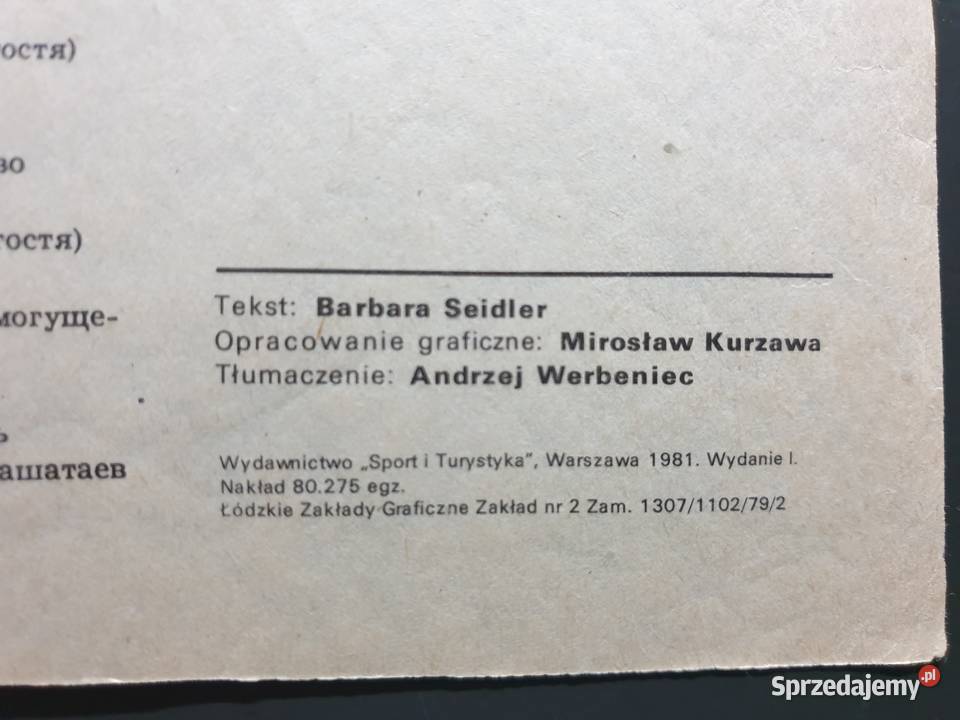 остя)
во
гостя)
могуще-
ь
ашатаев
Tekst: Barbara Seidler
Opracowanie graficzne: Mirosław Kurzawa
Tłumaczenie: Andrzej Werbeniec
Wydawnictwo „Sport i Turystyka", Warszawa 1981. Wydanie I.
Nakład 80.275 egz.
Łódzkie Zakłady Graficzne Zakład nr 2 Zam. 1307/1102/79/2
Sprzedajemy.pl